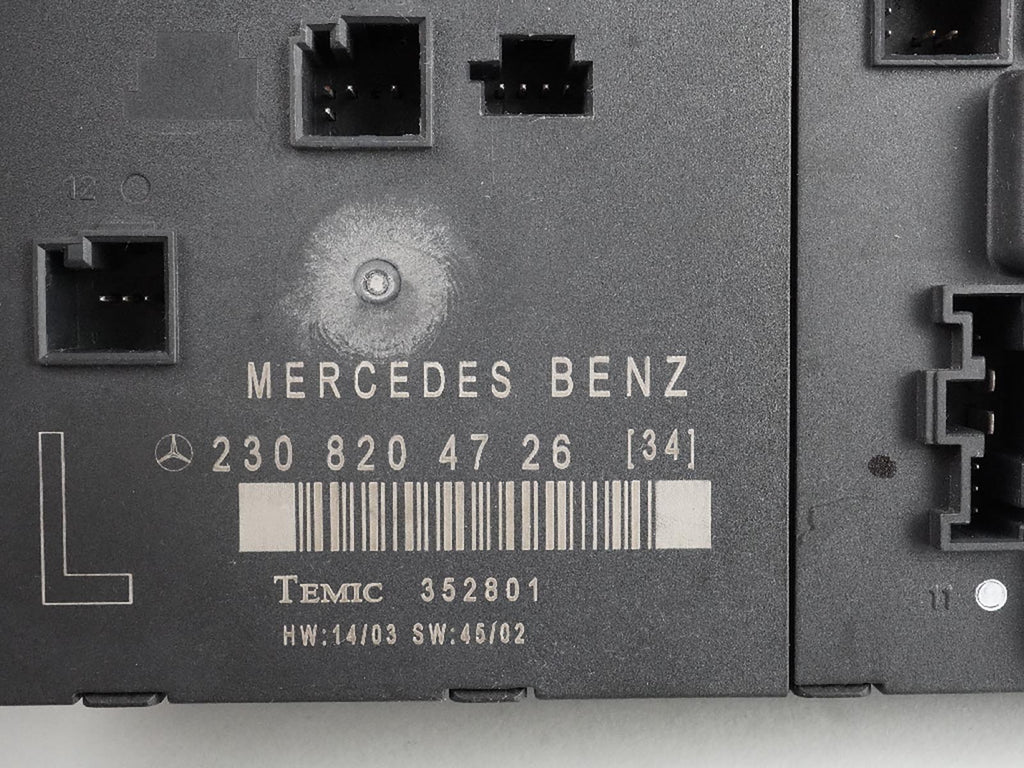 12
MERCEDES BENZ
230 820 47 26 [34]
L
TEMIC 352801
HW:14/03 SW:45/02
11